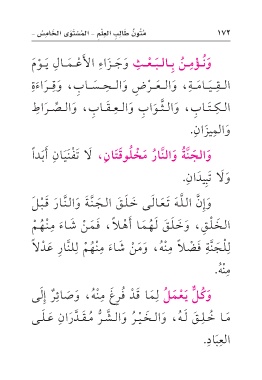 ١٧٢ مُتُونُ طَالِبِ العِلْمِ - المُسْتَوَى الخَامِسُ -
وَنُؤْمِنُ بِالبَعْثِ وَجَزَاءِ الأَعْمَالِ يَوْمَ
القِيَامَةِ، وَالعَرْضِ وَالحِسَابِ، وَقِرَاءَةِ
الكِتَابِ، وَالثَّوَابِ وَالعِقَابِ، وَالصِّرَاطِ
وَالمِيزَانِ.
وَالجَنَّةُ وَالنَّارُ مَخْلُوقَتَانِ، لَا تَفْنَيَانِ أَبَداً
وَلَا تَبِيدَانِ.
وَإِنَّ اللَّهَ تَعَالَى خَلَقَ الجَنَّةَ وَالنَّارَ قَبْلَ
الخَلْقِ، وَخَلَقَ لَهُمَا أَهْلاً، فَمَنْ شَاءَ مِنْهُمْ
لِلْجَنَّةِ فَضْلاً مِنْهُ، وَمَنْ شَاءَ مِنْهُمْ لِلنَّارِ عَدْلاً
مِنْهُ.
وَكُلٌّ يَعْمَلُ لِمَا قَدْ فُرِغَ مِنْهُ، وَصَائِرٌ إِلَى
مَا خُلِقَ لَهُ، وَالخَيْرُ وَالشَّرُّ مُقَدَّرَانِ عَلَى
العِبَادِ.